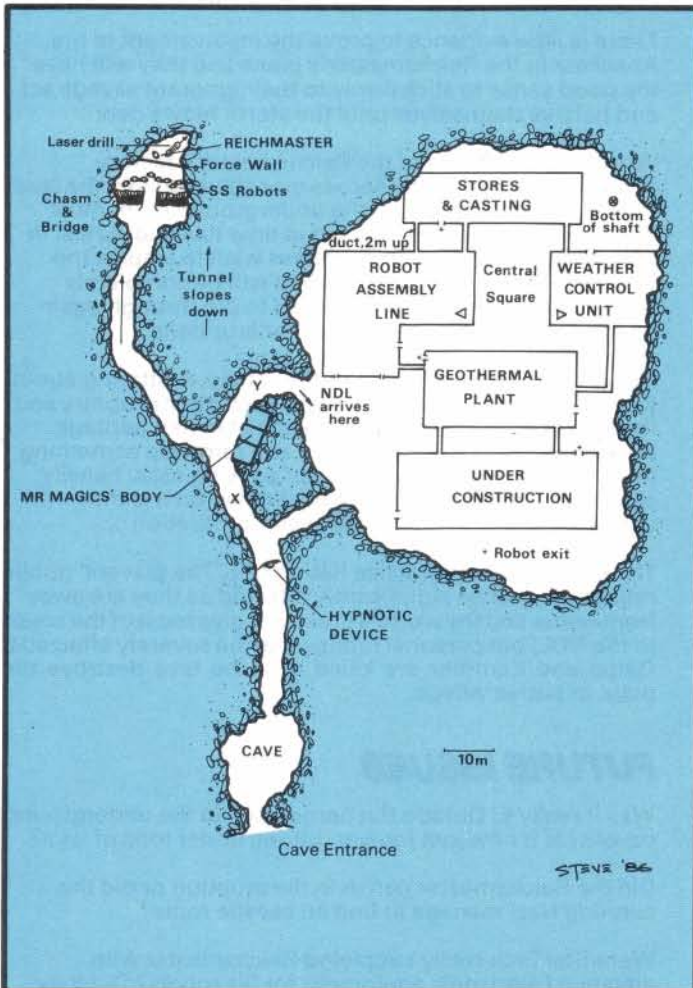 Laser drill
REICHMASTER
Force Wall
SS Robots
Chasm
& Bridge
Tunnel
slopes
down
STORES
& CASTING
Bottom
of shaft
duct, 2m up
ROBOT
ASSEMBLY
LINE
Central
Square
WEATHER
CONTROL
UNIT
Y
NDL
arrives
here
GEOTHERMAL
PLANT
MR MAGICS' BODY
X
UNDER
CONSTRUCTION
+ Robot exit
HYPNOTIC
DEVICE
CAVE
10m
Cave Entrance
STEVE '86